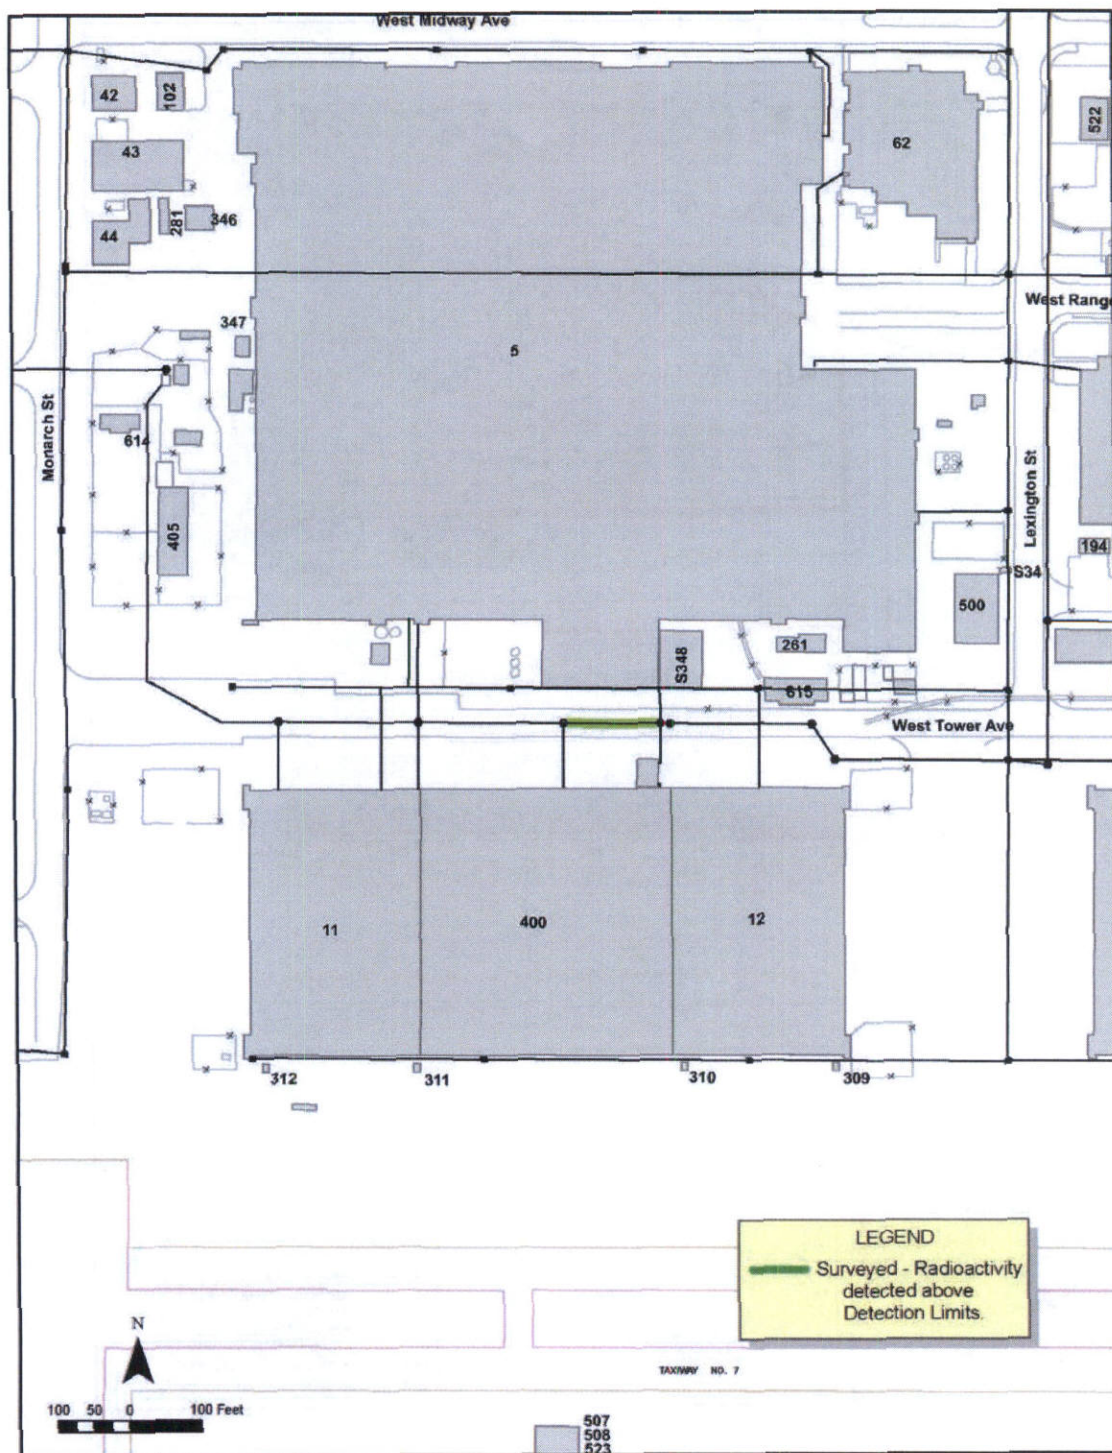 West Midway Ave
42
102
522
43
62
281
346
44
West Range
347
5
Monarch St
614
Lexington St
405
194
S34
500
261
S348
615
West Tower Ave
11
400
12
312
311
310
309
LEGEND
Surveyed - Radioactivity
detected above
Detection Limits.
N
TAXIWAY NO. 7
100 50 0 100 Feet
507
508
523